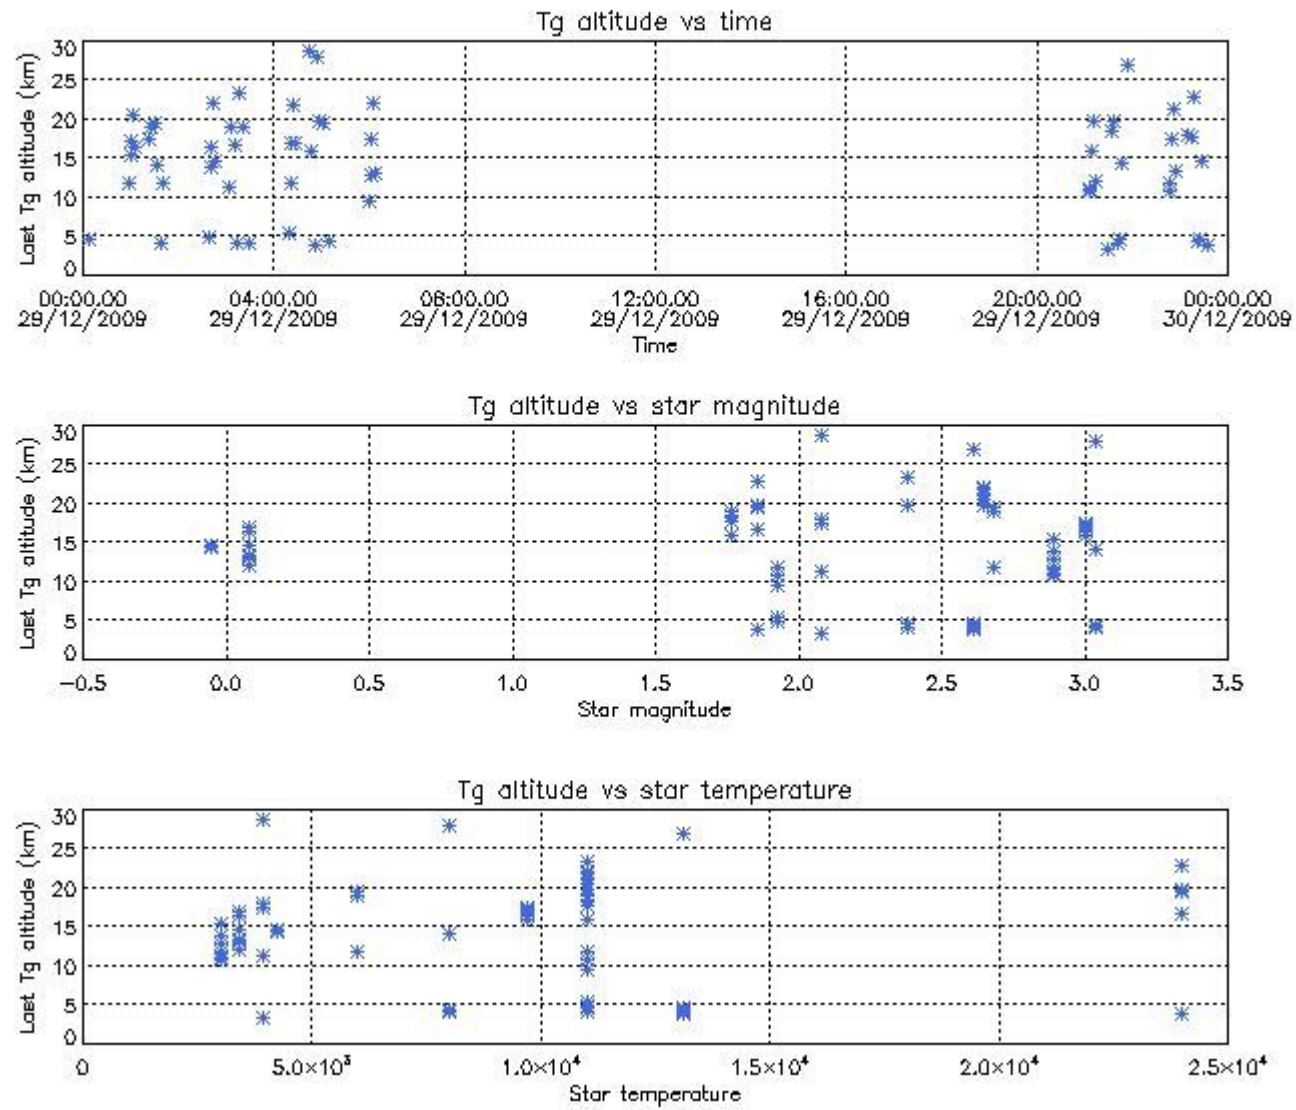 Tg altitude vs time
Last Tg altitude (km)
30
25
20
15
10
5
0
00:00.00 04:00.00 08:00.00 12:00.00 16:00.00 20:00.00 00:00.00
29/12/2009 29/12/2009 29/12/2009 29/12/2009 29/12/2009 29/12/2009 30/12/2009
Time
Tg altitude vs star magnitude
Last Tg altitude (km)
30
25
20
15
10
5
0
−0.5 0.0 0.5 1.0 1.5 2.0 2.5 3.0 3.5
Star magnitude
Tg altitude vs star temperature
Last Tg altitude (km)
30
25
20
15
10
5
0
0 5.0×10³ 1.0×10⁴ 1.5×10⁴ 2.0×10⁴ 2.5×10⁴
Star temperature